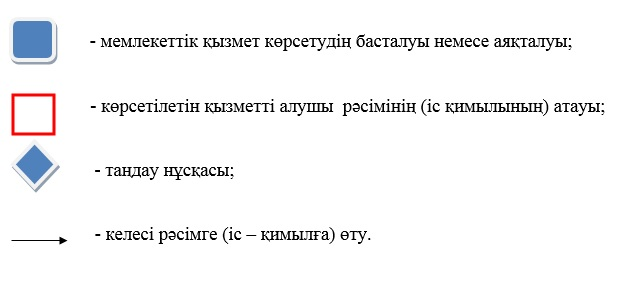 - мемлекеттік қызмет көрсетудің басталуы немесе аяқталуы;
- көрсетілетін қызметті алушы рәсімінің (іс қимылының) атауы;
- таңдау нұсқасы;
- келесі рәсімге (іс – қимылға) өту.